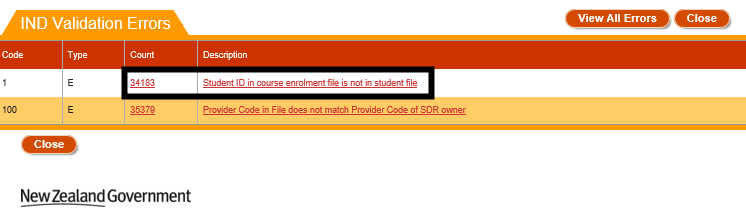 IND Validation Errors View All Errors Close
Code Type Count Description
1 E 34183 Student ID in course enrolment file is not in student file
100 E 35379 Provider Code in File does not match Provider Code of SDR owner
Close
New Zealand Government